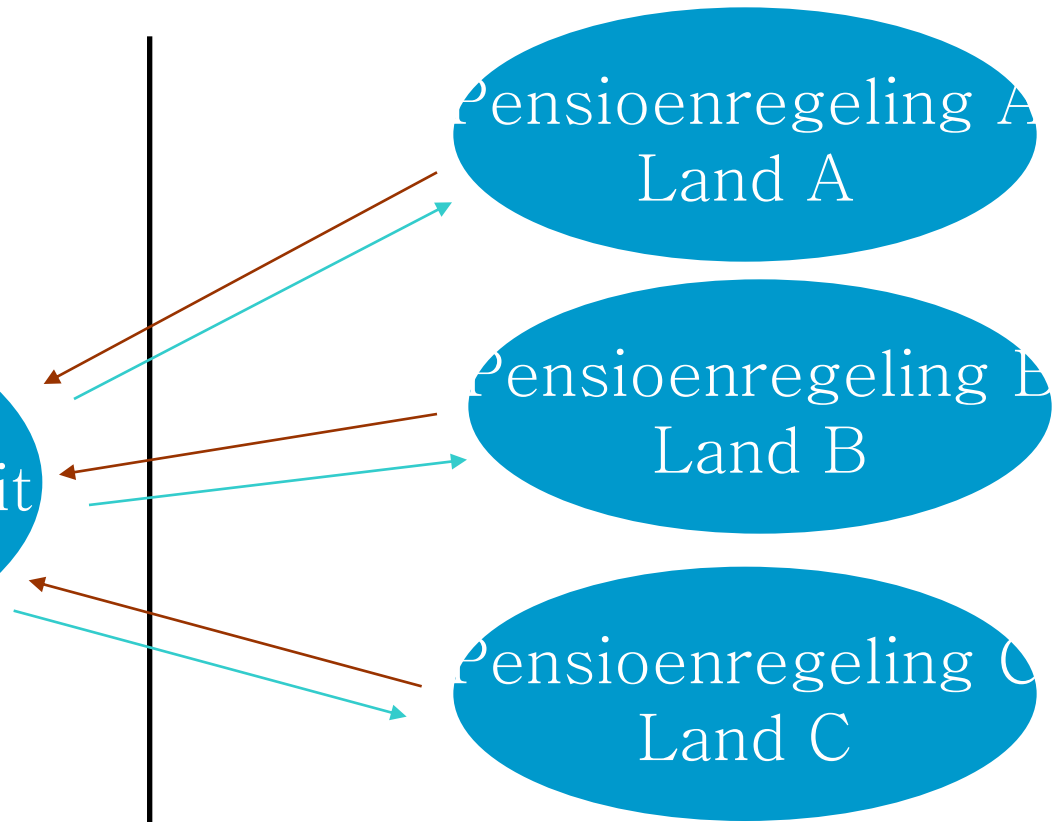 Pensioenregeling A
Land A
Pensioenregeling B
Land B
it
Pensioenregeling C
Land C